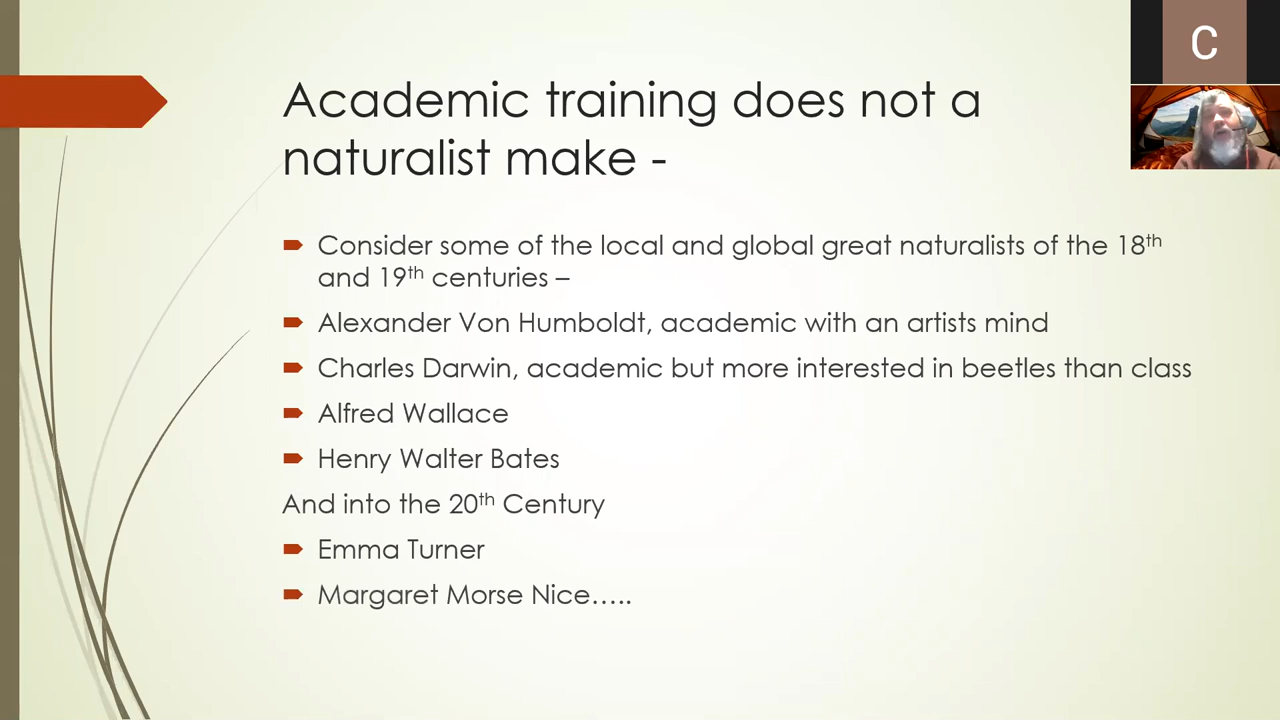 C
Academic training does not a
naturalist make -
Consider some of the local and global great naturalists of the 18th
and 19th centuries –
Alexander Von Humboldt, academic with an artists mind
Charles Darwin, academic but more interested in beetles than class
Alfred Wallace
Henry Walter Bates
And into the 20th Century
Emma Turner
Margaret Morse Nice…..